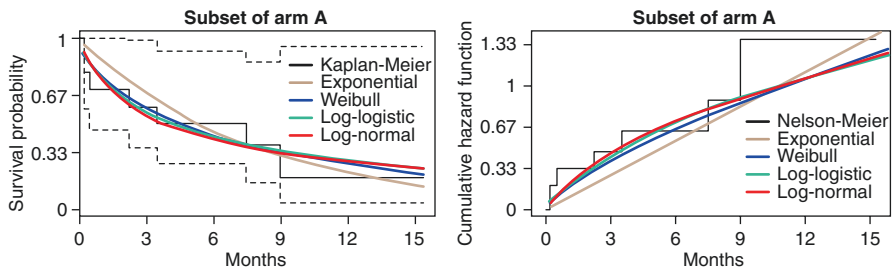 Subset of arm A
Survival probability
1
0.67
0.33
0
Kaplan-Meier
Exponential
Weibull
Log-logistic
Log-normal
0
3
6
9
12
15
Months
Subset of arm A
Cumulative hazard function
1.33
1
0.67
0.33
0
Nelson-Meier
Exponential
Weibull
Log-logistic
Log-normal
0
3
6
9
12
15
Months